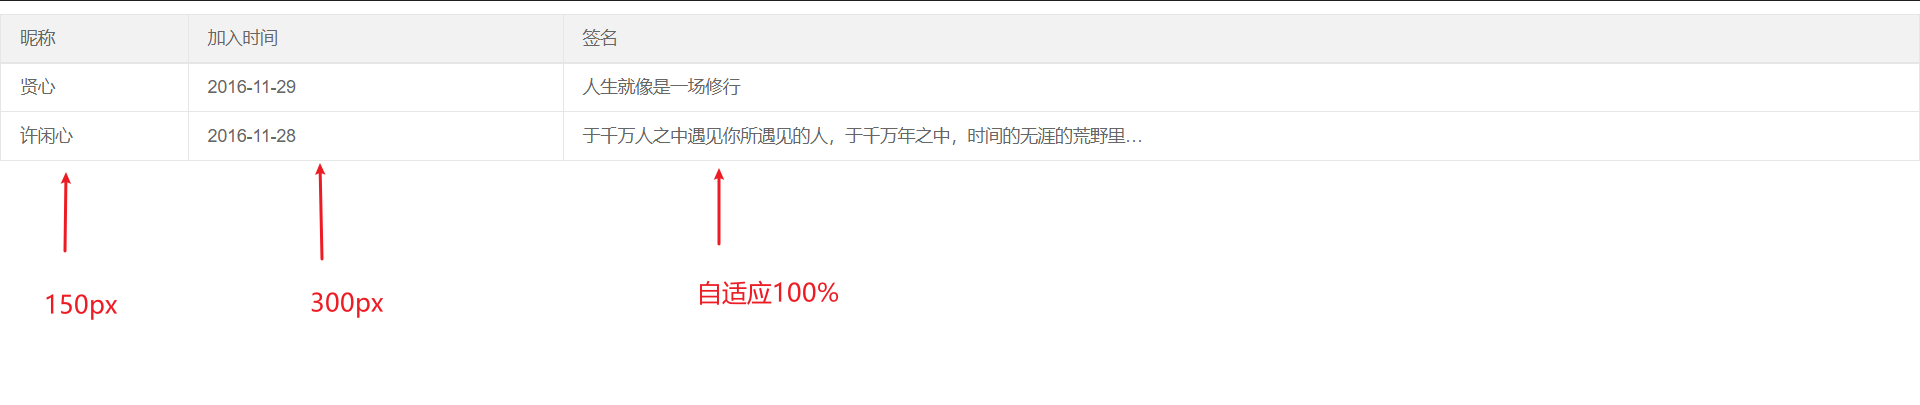 昵称 加入时间 签名
贤心 2016-11-29 人生就像是一场修行
许闲心 2016-11-28 于千万人之中遇见你所遇见的人，于千万年之中，时间的无涯的荒野里…
150px 300px 自适应100%